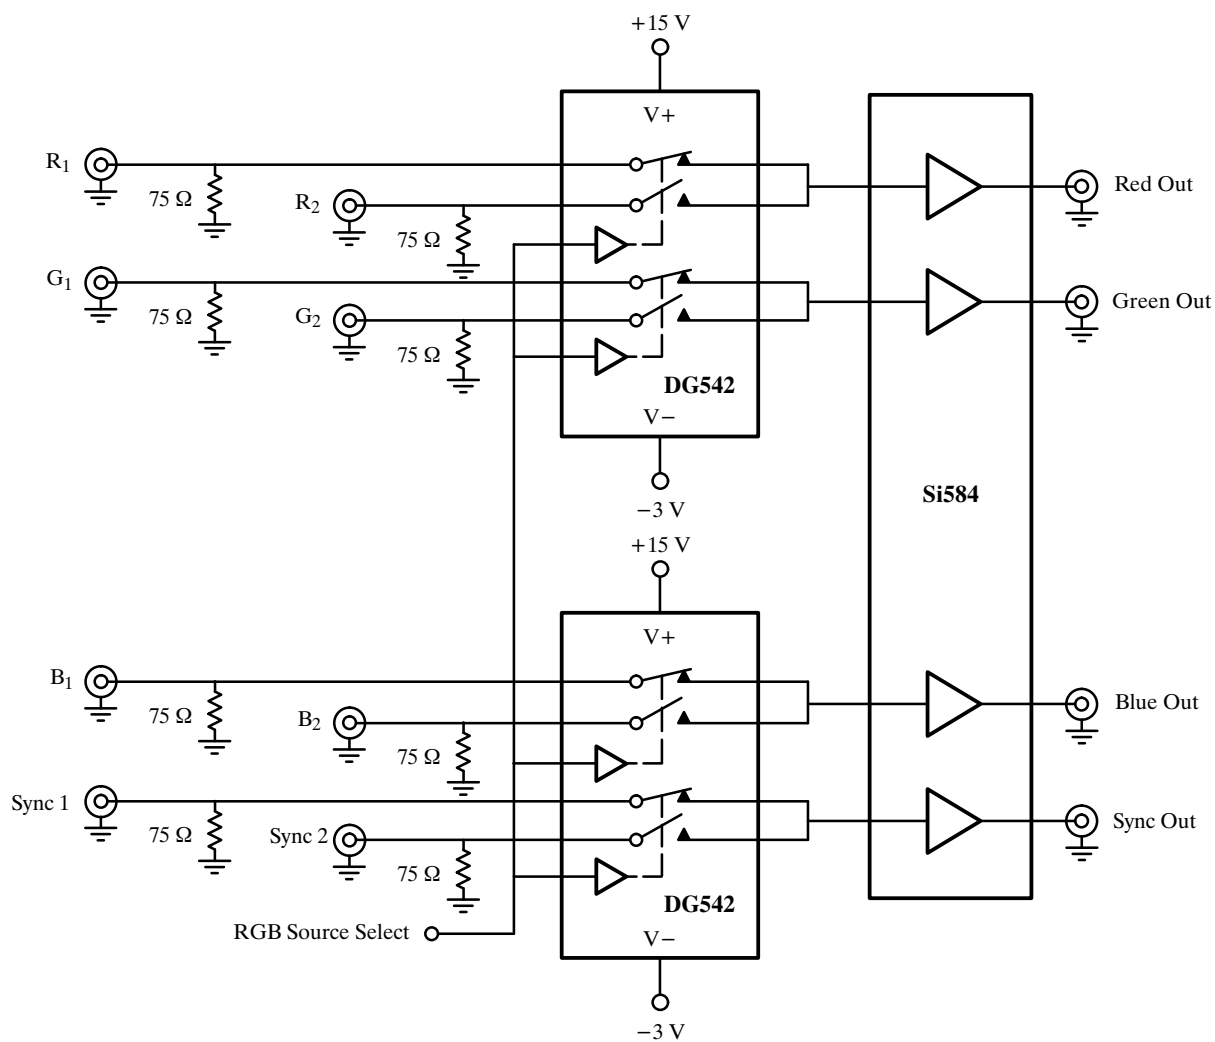 +15 V
V+
R1
75 Ω
R2
75 Ω
Red Out
G1
75 Ω
G2
75 Ω
Green Out
DG542
V−
−3 V
Si584
+15 V
V+
B1
75 Ω
B2
75 Ω
Blue Out
Sync 1
75 Ω
Sync 2
75 Ω
Sync Out
DG542
RGB Source Select
V−
−3 V